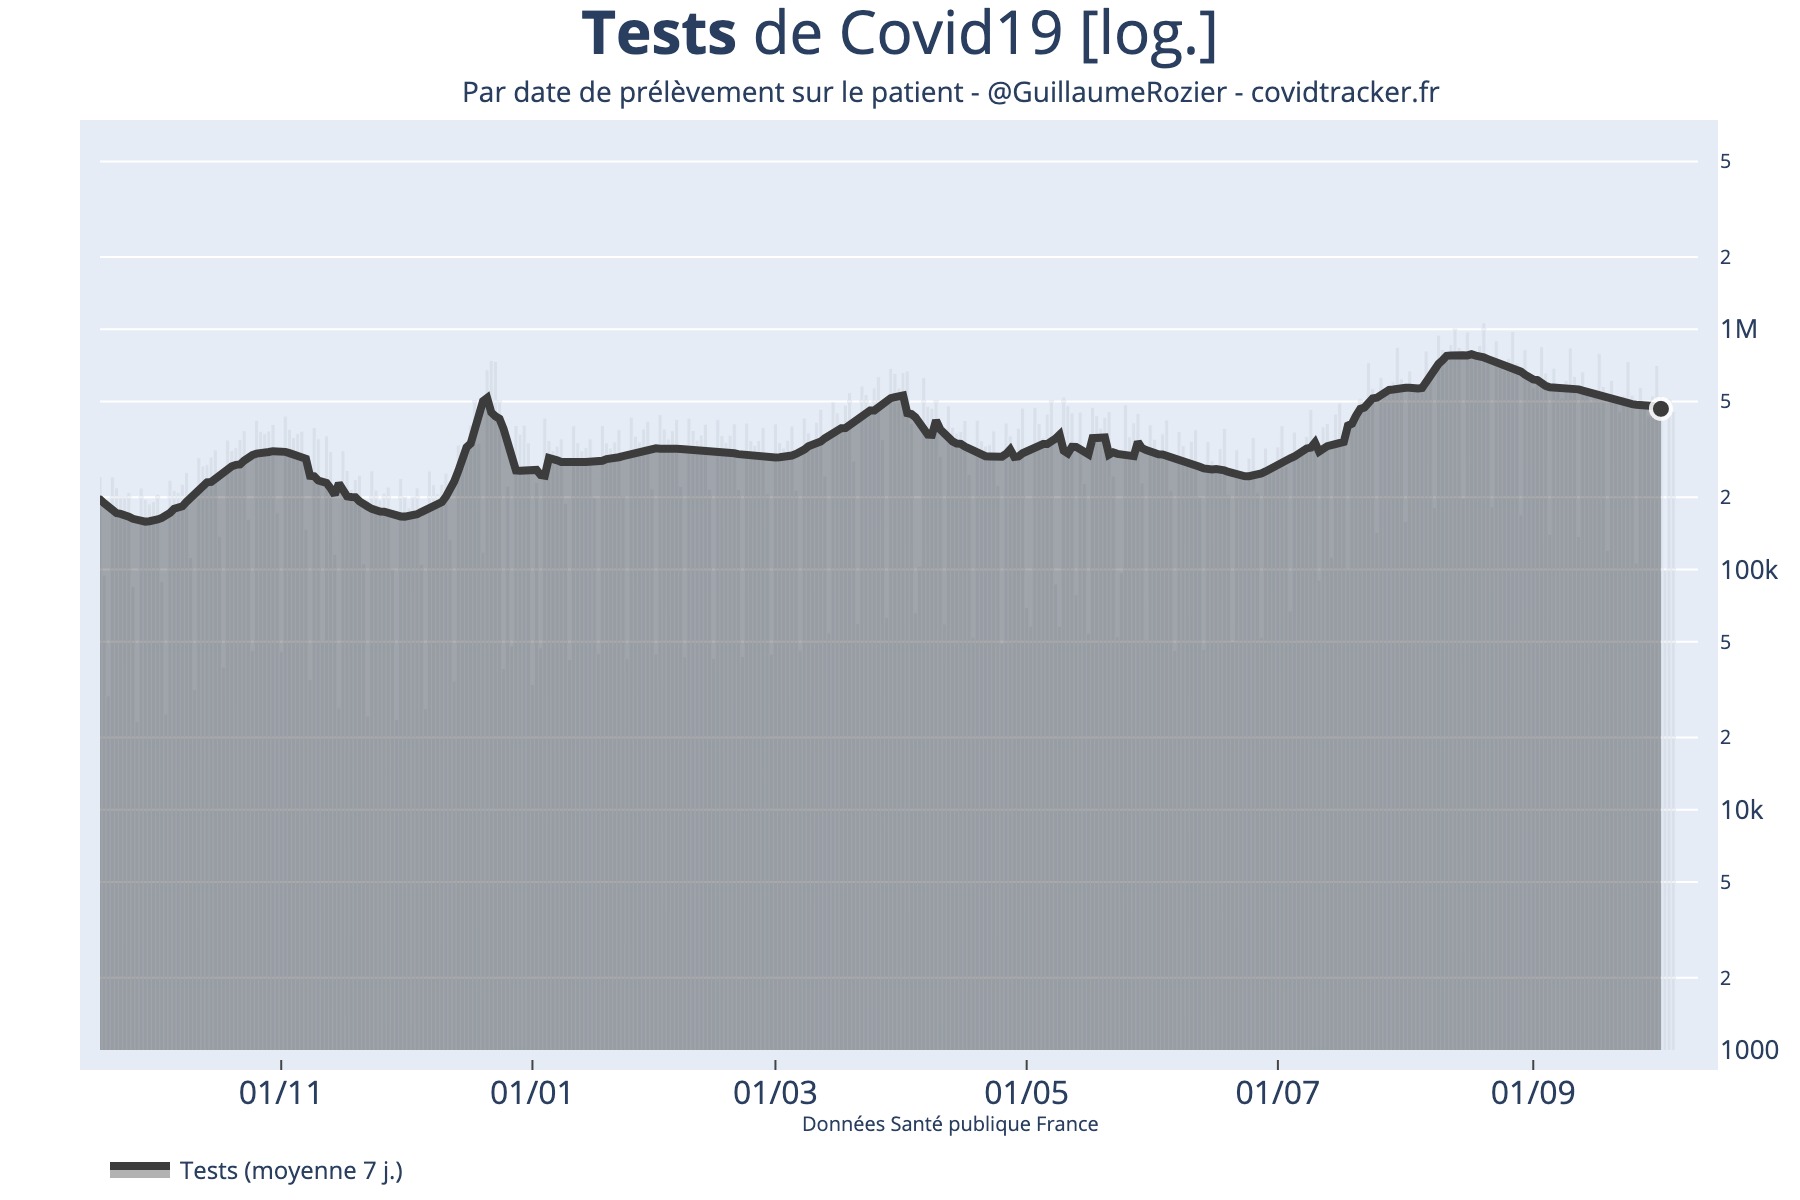 Tests de Covid19 [log.]
Par date de prélèvement sur le patient - @GuillaumeRozier - covidtracker.fr
5
2
1M
5
2
100k
5
2
10k
5
2
1000
01/11
01/01
01/03
01/05
01/07
01/09
Données Santé publique France
Tests (moyenne 7 j.)